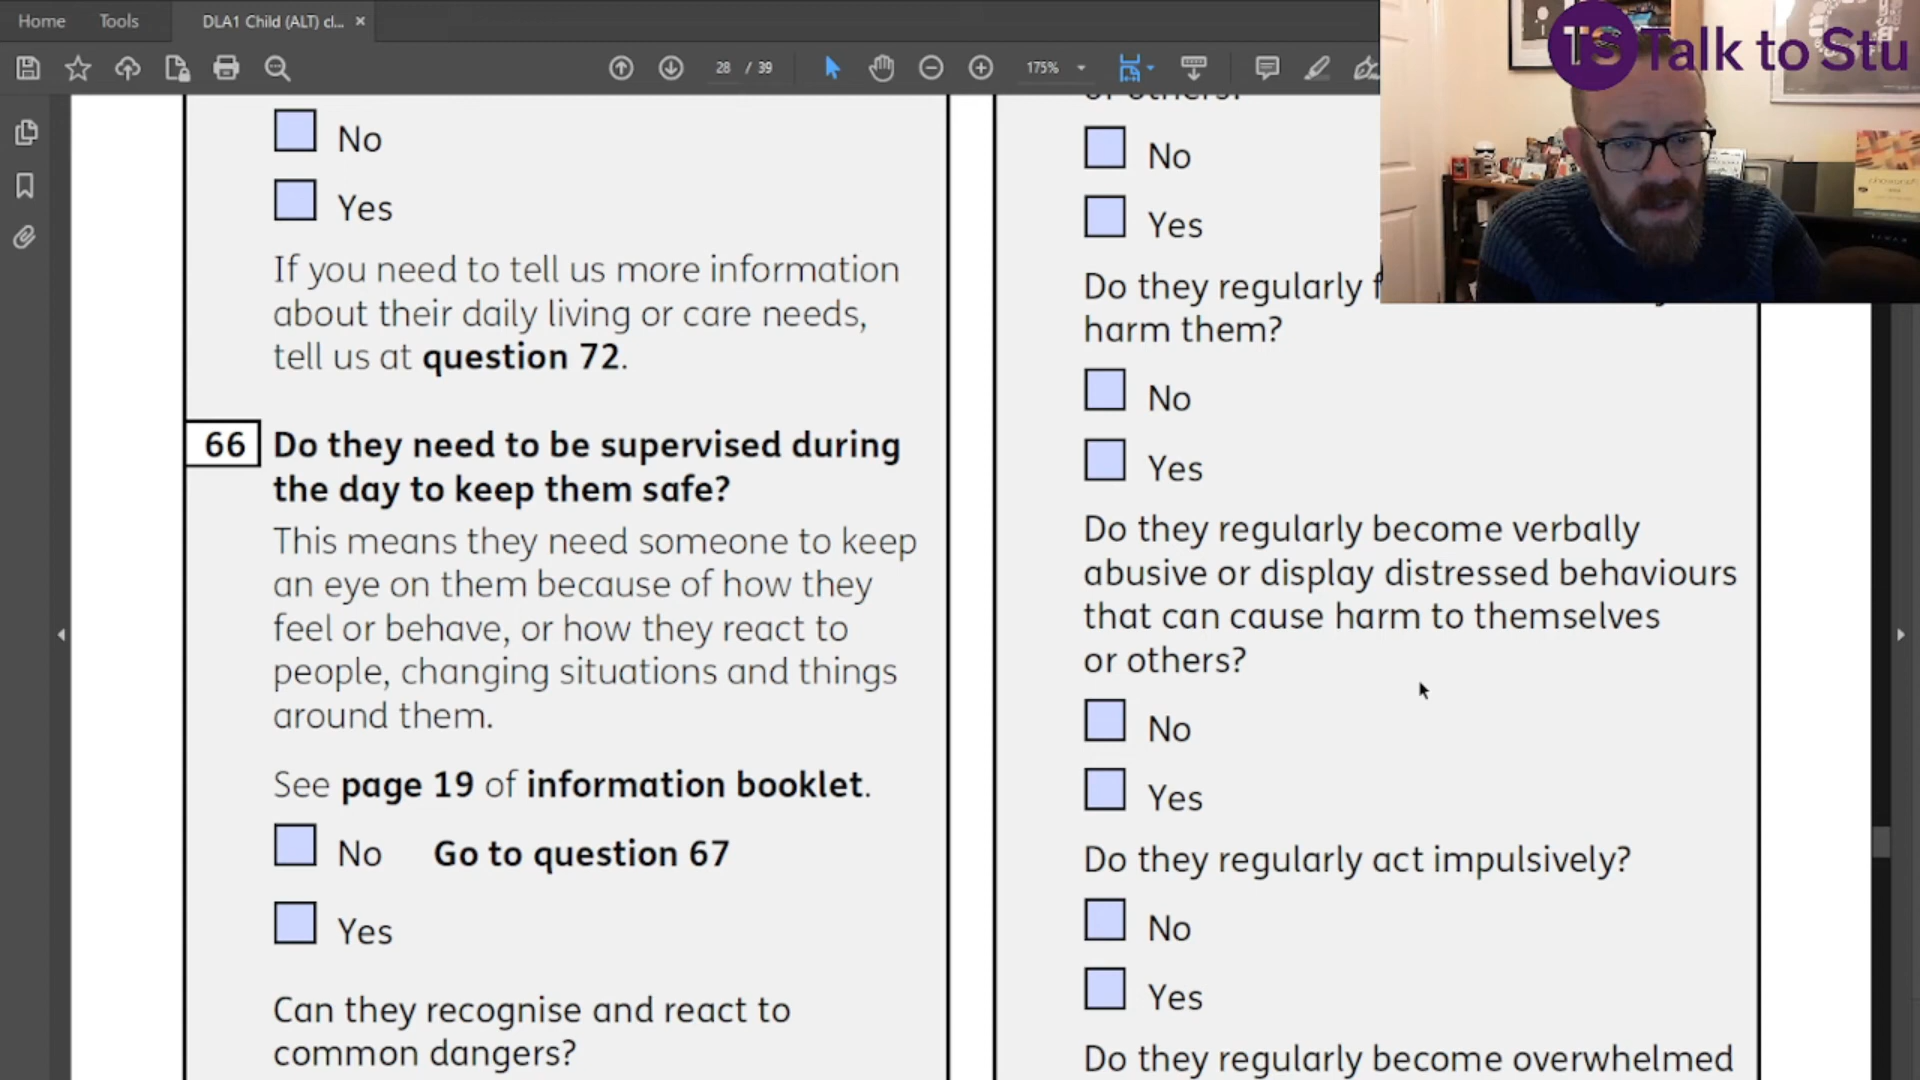 Home Tools DLA1 Child (ALT) cl... ×
28 / 39 175%
TS Talk to Stu
No
Yes
If you need to tell us more information
about their daily living or care needs,
tell us at question 72.
66 Do they need to be supervised during
the day to keep them safe?
This means they need someone to keep
an eye on them because of how they
feel or behave, or how they react to
people, changing situations and things
around them.
See page 19 of information booklet.
No Go to question 67
Yes
Can they recognise and react to
common dangers?
or others?
No
Yes
Do they regularly
harm them?
No
Yes
Do they regularly become verbally
abusive or display distressed behaviours
that can cause harm to themselves
or others?
No
Yes
Do they regularly act impulsively?
No
Yes
Do they regularly become overwhelmed